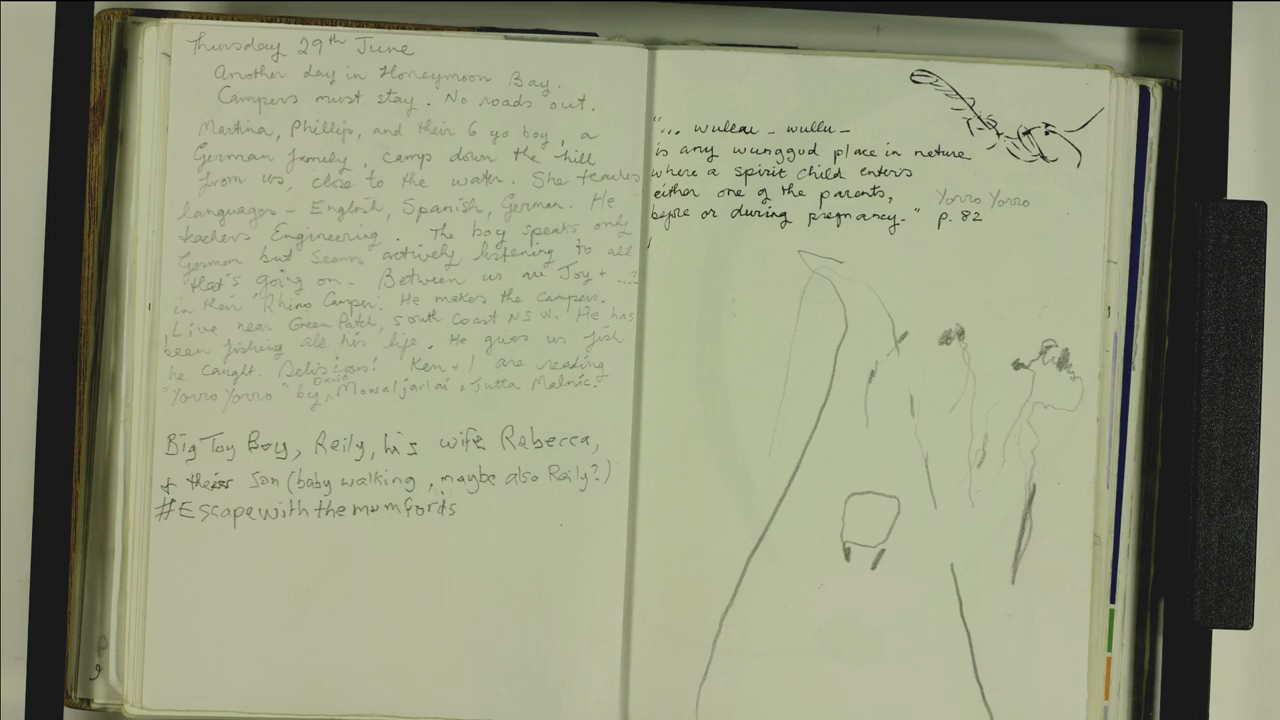 Thursday 29th June
Another day in Honeymoon Bay.
Campers must stay. No roads out.
Martina, Phillip, and their 6 yo boy, a
German family, camp down the hill
from us, close to the water. She teaches
languages - English, Spanish, German. He
teachers Engineering. The boy speaks only
German but seems actively listening to all
that's going on. Between us are Joy + ....?
in their 'Rhino Camper'. He makes the campers.
Live near Green Patch, South Coast NSW. He has
been fishing all his life. He gives us fish
he caught. Delicious! Ken + I are reading
"Yorro Yorro" by David Mowaljarlai + Jutta Malnic.
Big Toy Boy, Reily, his wife Rebecca,
+ their son (baby walking, maybe also Reily?)
#Escapewiththemumfords
"... wullau - wullu -
is any wunggud place in nature
where a spirit child enters
either one of the parents,
before or during pregnancy."
Yorro Yorro
p. 82